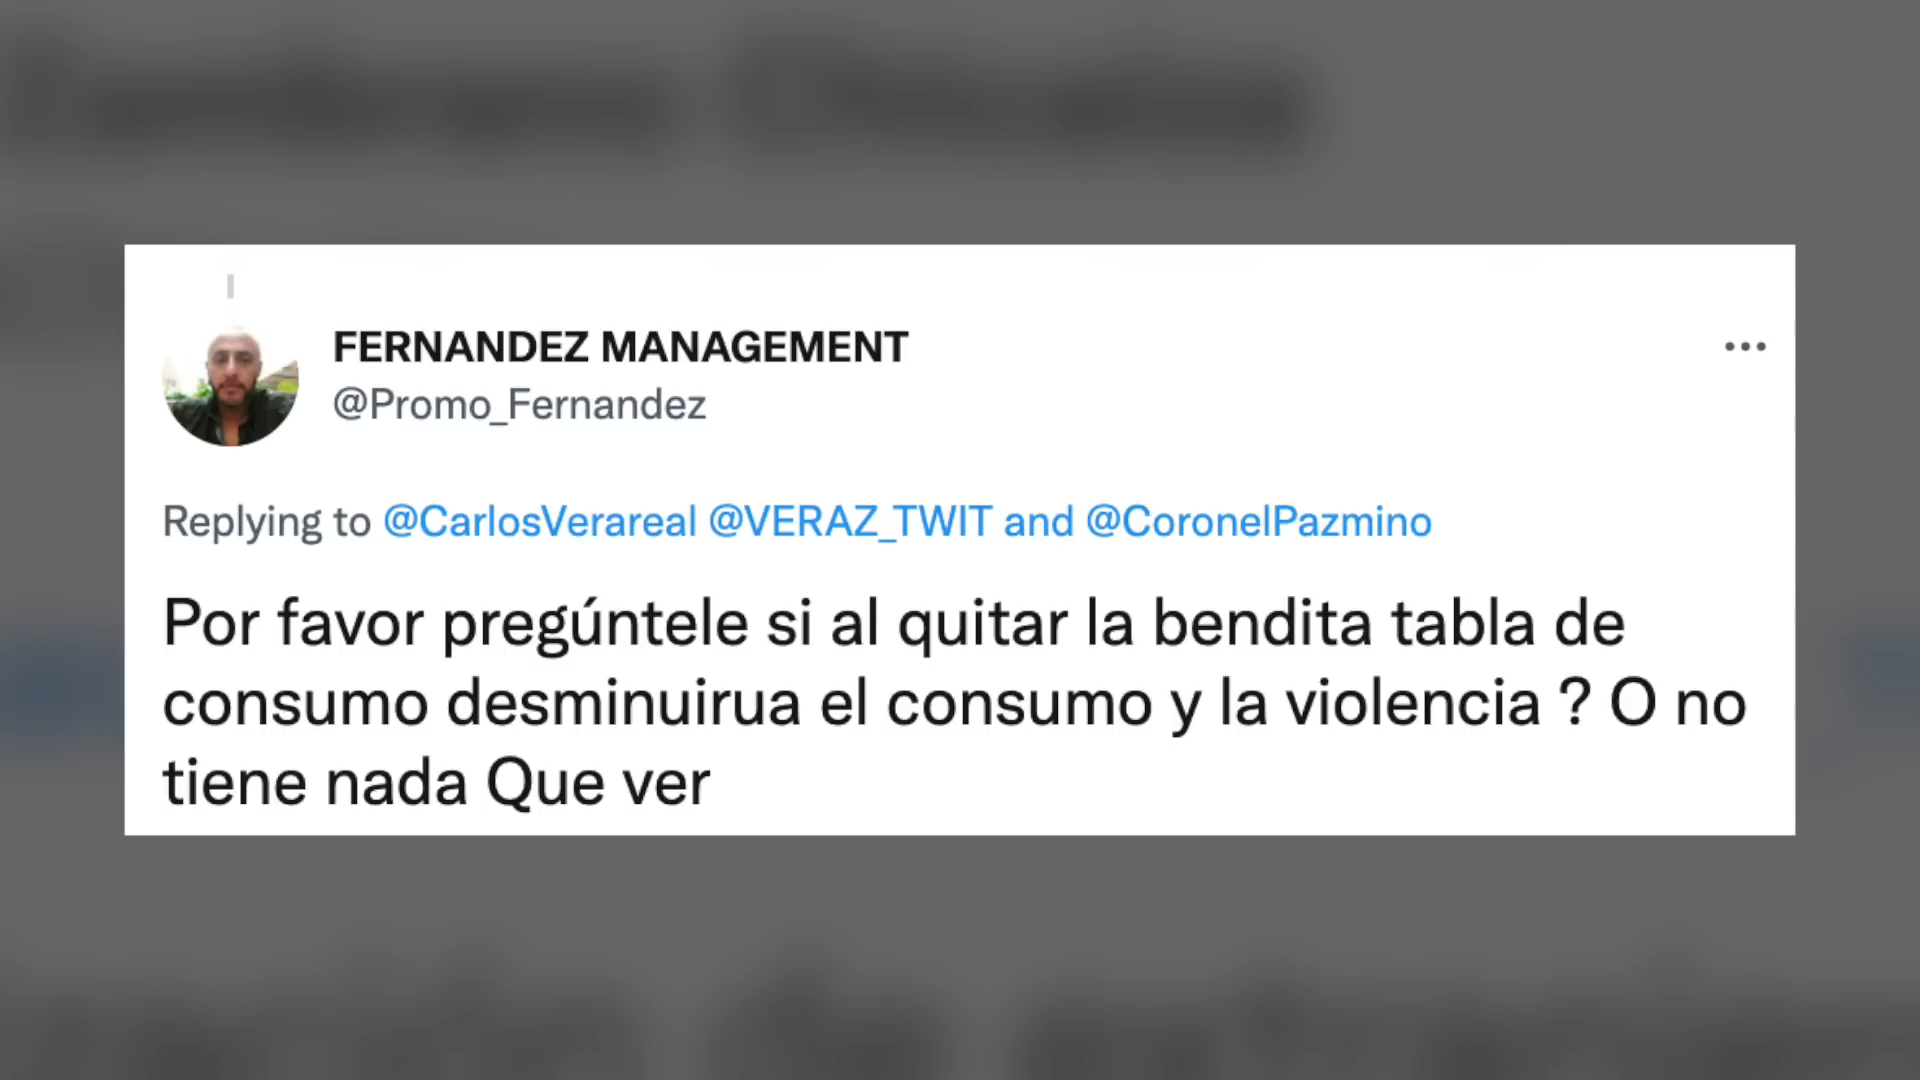 FERNANDEZ MANAGEMENT
@Promo_Fernandez
Replying to @CarlosVerareal @VERAZ_TWIT and @CoronelPazmino
Por favor pregúntele si al quitar la bendita tabla de
consumo desminuirua el consumo y la violencia ? O no
tiene nada Que ver